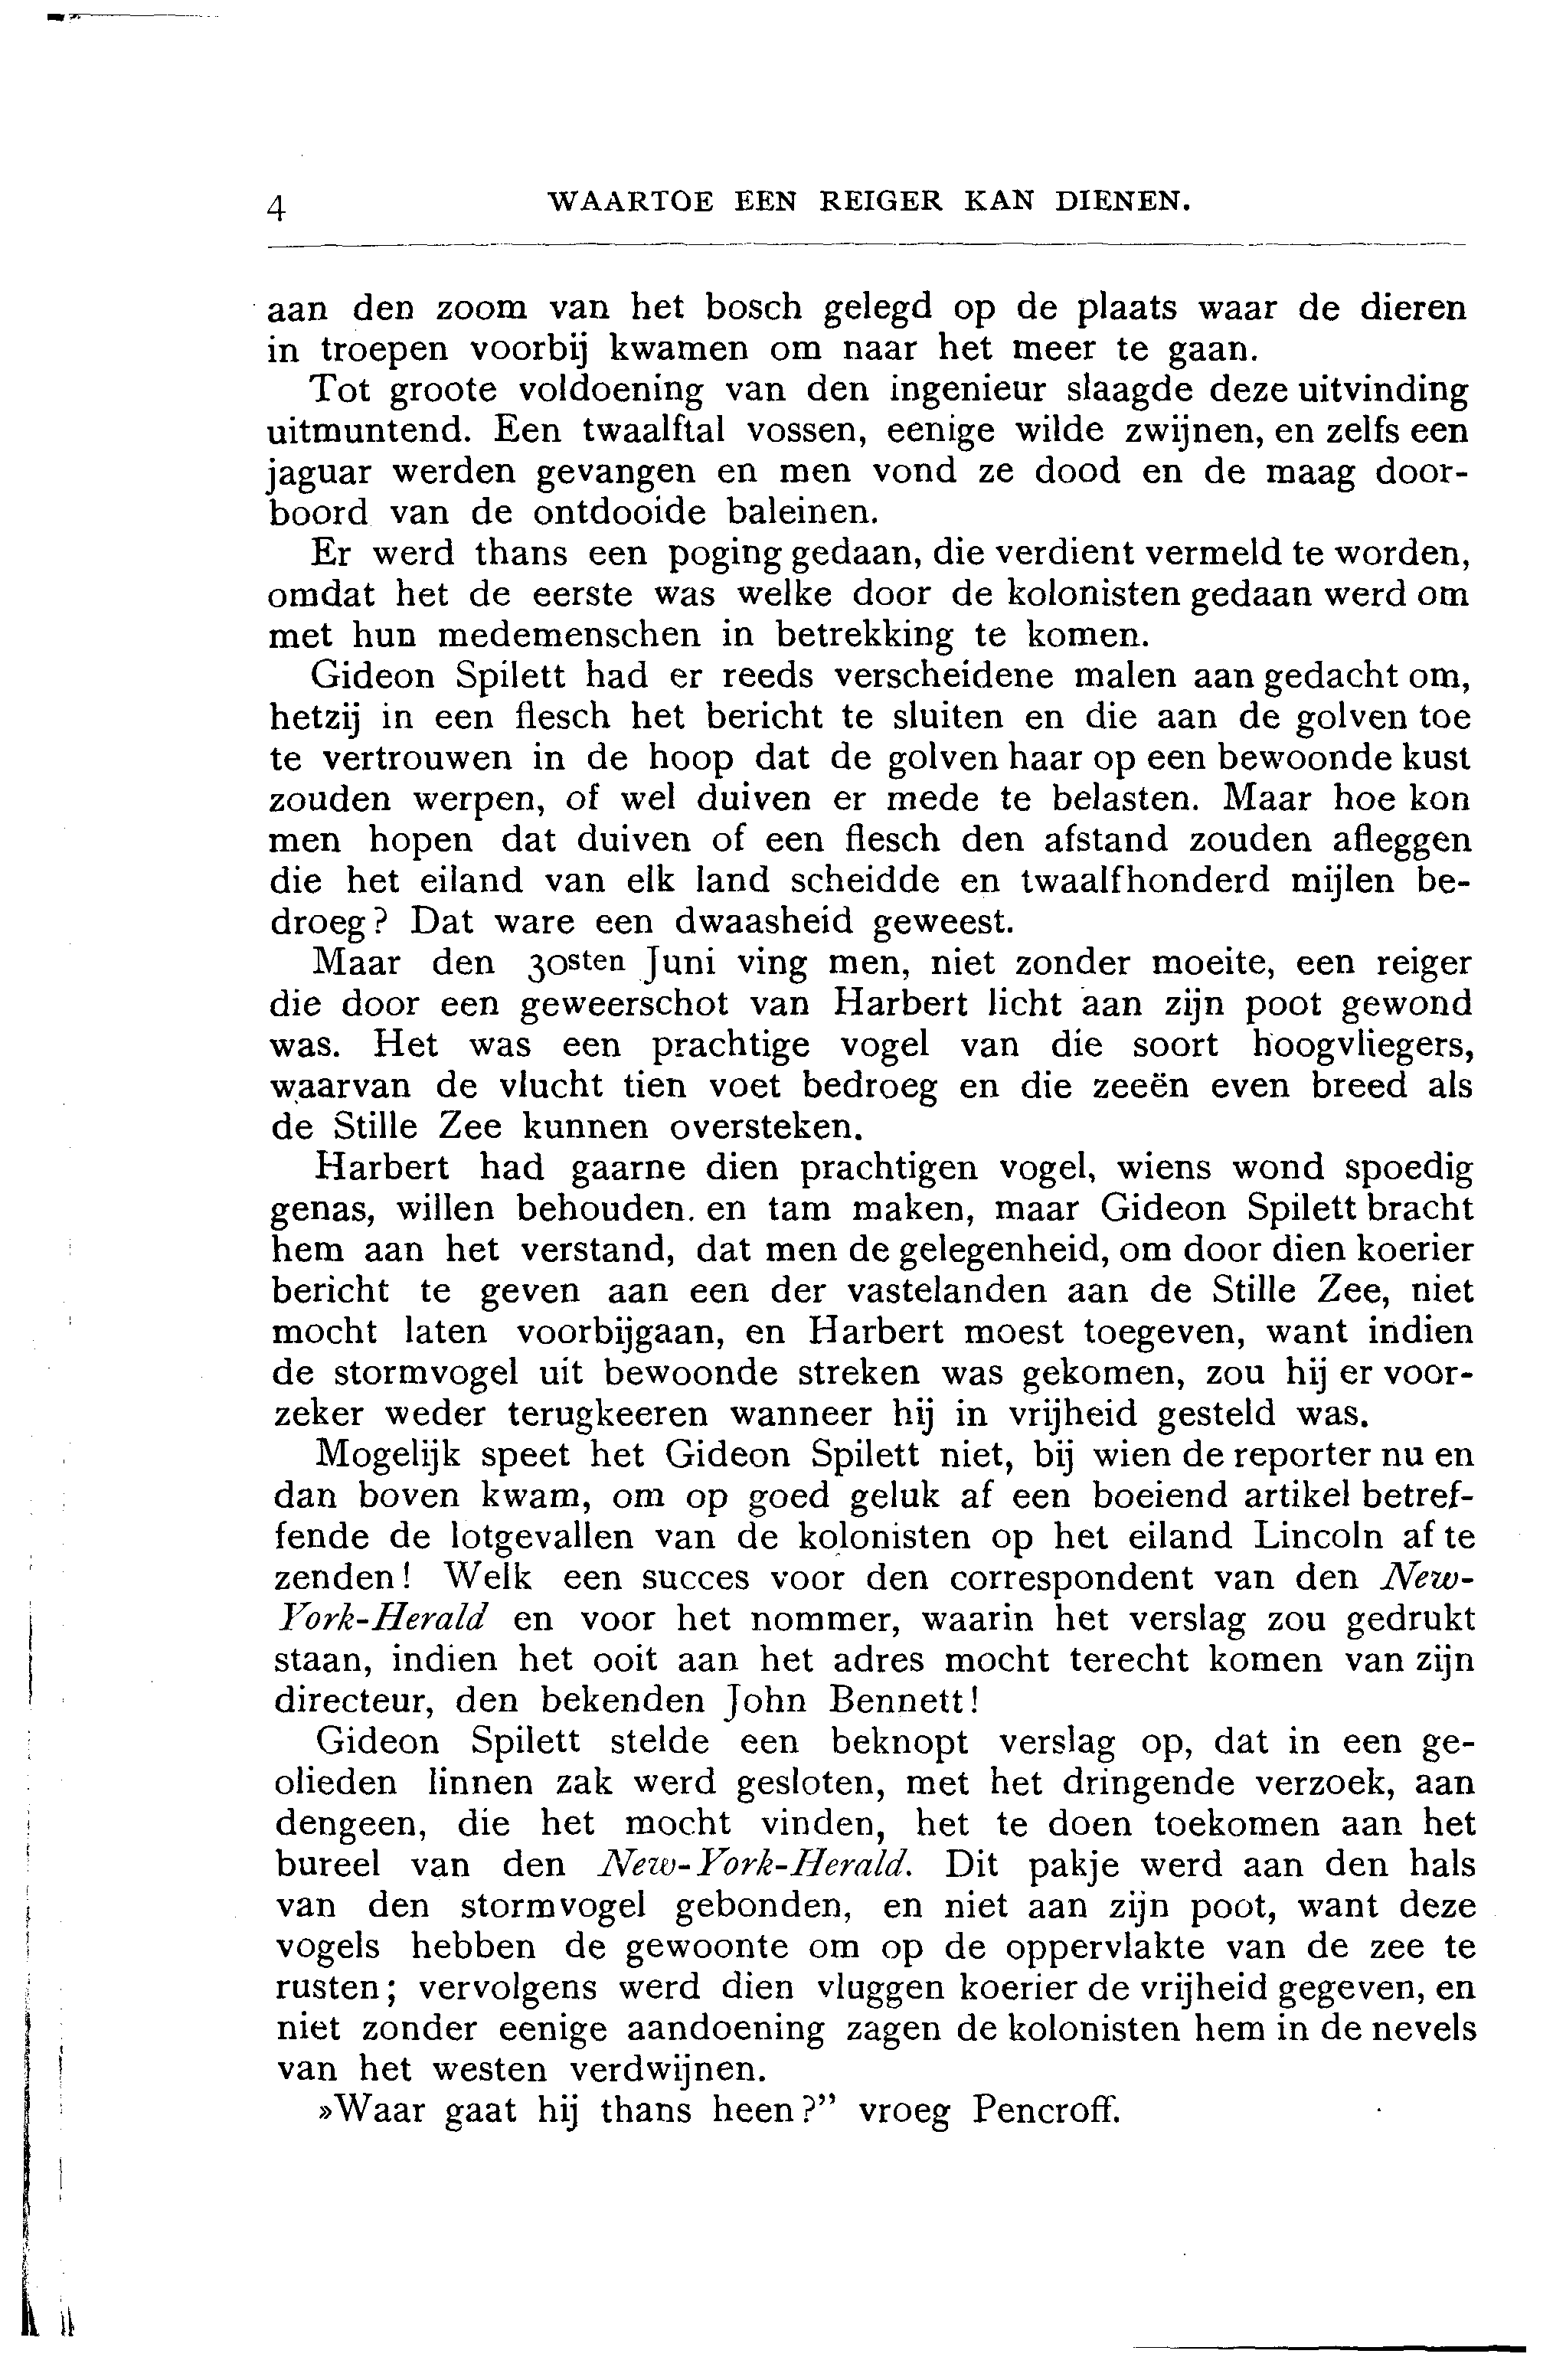 4 WAARTOE EEN REIGER KAN DIENEN.
aan den zoom van het bosch gelegd op de plaats waar de dieren
in troepen voorbij kwamen om naar het meer te gaan.
Tot groote voldoening van den ingenieur slaagde deze uitvinding
uitmuntend. Een twaalftal vossen, eenige wilde zwijnen, en zelfs een
jaguar werden gevangen en men vond ze dood en de maag door-
boord van de ontdooide baleinen.
Er werd thans een poging gedaan, die verdient vermeld te worden,
omdat het de eerste was welke door de kolonisten gedaan werd om
met hun medemenschen in betrekking te komen.
Gideon Spilett had er reeds verscheidene malen aan gedacht om,
hetzij in een flesch het bericht te sluiten en die aan de golven toe
te vertrouwen in de hoop dat de golven haar op een bewoonde kust
zouden werpen, of wel duiven er mede te belasten. Maar hoe kon
men hopen dat duiven of een flesch den afstand zouden afleggen
die het eiland van elk land scheidde en twaalfhonderd mijlen be-
droeg? Dat ware een dwaasheid geweest.
Maar den 30sten Juni ving men, niet zonder moeite, een reiger
die door een geweerschot van Harbert licht aan zijn poot gewond
was. Het was een prachtige vogel van die soort hoogvliegers,
waarvan de vlucht tien voet bedroeg en die zeeën even breed als
de Stille Zee kunnen oversteken.
Harbert had gaarne dien prachtigen vogel, wiens wond spoedig
genas, willen behouden. en tam maken, maar Gideon Spilett bracht
hem aan het verstand, dat men de gelegenheid, om door dien koerier
bericht te geven aan een der vastelanden aan de Stille Zee, niet
mocht laten voorbijgaan, en Harbert moest toegeven, want indien
de stormvogel uit bewoonde streken was gekomen, zou hij er voor-
zeker weder terugkeeren wanneer hij in vrijheid gesteld was.
Mogelijk speet het Gideon Spilett niet, bij wien de reporter nu en
dan boven kwam, om op goed geluk af een boeiend artikel betref-
fende de lotgevallen van de kolonisten op het eiland Lincoln af te
zenden! Welk een succes voor den correspondent van den New-
York-Herald en voor het nommer, waarin het verslag zou gedrukt
staan, indien het ooit aan het adres mocht terecht komen van zijn
directeur, den bekenden John Bennett!
Gideon Spilett stelde een beknopt verslag op, dat in een ge-
olieden linnen zak werd gesloten, met het dringende verzoek, aan
dengeen, die het mocht vinden, het te doen toekomen aan het
bureel van den New-York-Herald. Dit pakje werd aan den hals
van den stormvogel gebonden, en niet aan zijn poot, want deze
vogels hebben de gewoonte om op de oppervlakte van de zee te
rusten; vervolgens werd dien vluggen koerier de vrijheid gegeven, en
niet zonder eenige aandoening zagen de kolonisten hem in de nevels
van het westen verdwijnen.
»Waar gaat hij thans heen?” vroeg Pencroff.